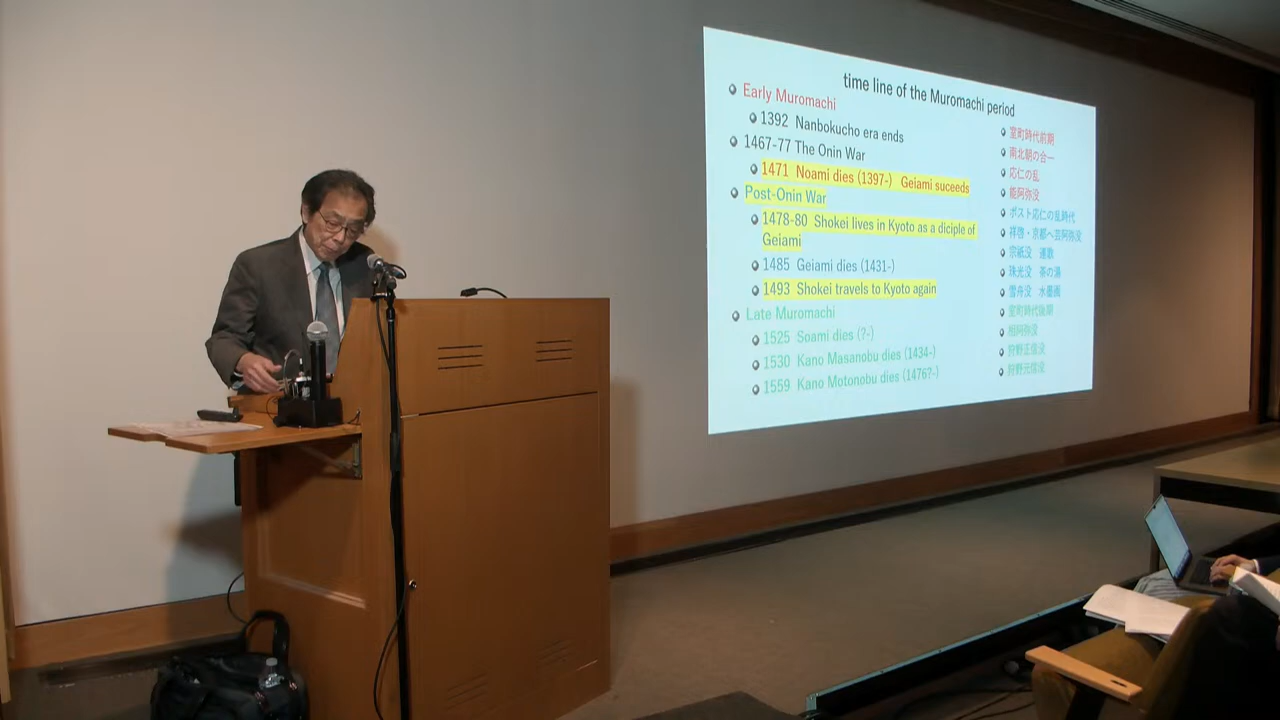 time line of the Muromachi period
Early Muromachi
1392 Nanbokucho era ends
1467-77 The Onin War
1471 Noami dies (1397-) Geiami suceeds
Post-Onin War
1478-80 Shokei lives in Kyoto as a diciple of
Geiami
1485 Geiami dies (1431-)
1493 Shokei travels to Kyoto again
Late Muromachi
1525 Soami dies (?-)
1530 Kano Masanobu dies (1434-)
1559 Kano Motonobu dies (1476?-)
室町時代前期
南北朝の合一
応仁の乱
能阿弥没
ポスト応仁の乱時代
祥啓・京都へ芸阿弥没
宗祇没 連歌
珠光没 茶の湯
雪舟没 水墨画
室町時代後期
相阿弥没
狩野正信没
狩野元信没